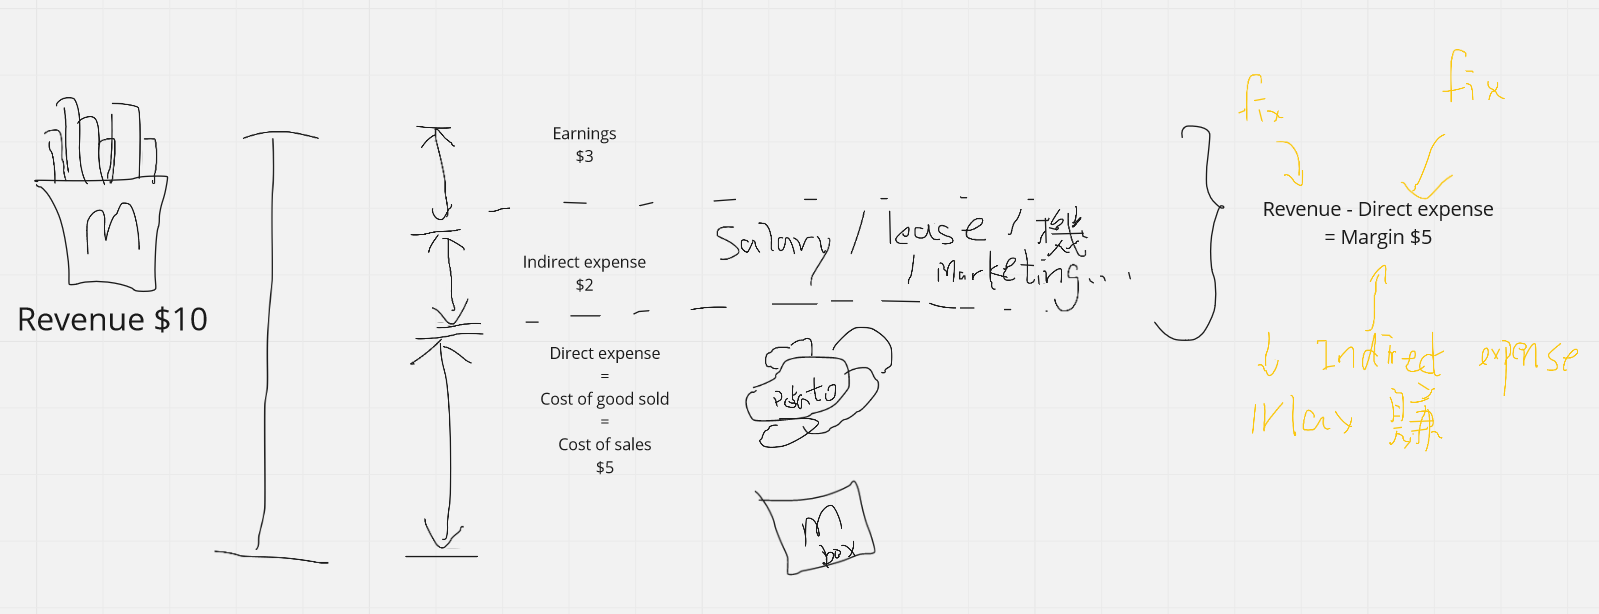 M
Revenue $10
Earnings
$3
Indirect expense
$2
Direct expense
=
Cost of good sold
=
Cost of sales
$5
Salary / lease / 機
/ Marketing...
Potato
M
box
fix
fix
Revenue - Direct expense
= Margin $5
↓ Indirect expense
Max 賺